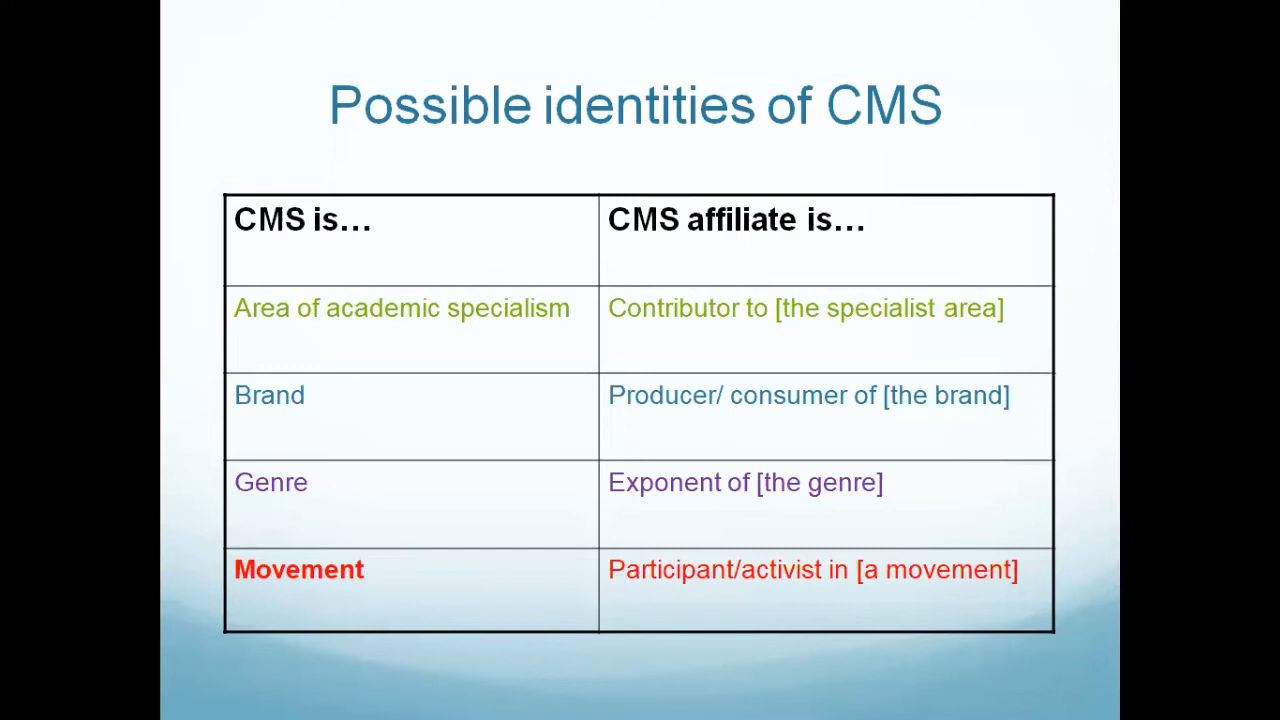 Possible identities of CMS
CMS is…
CMS affiliate is…
Area of academic specialism
Contributor to [the specialist area]
Brand
Producer/ consumer of [the brand]
Genre
Exponent of [the genre]
Movement
Participant/activist in [a movement]